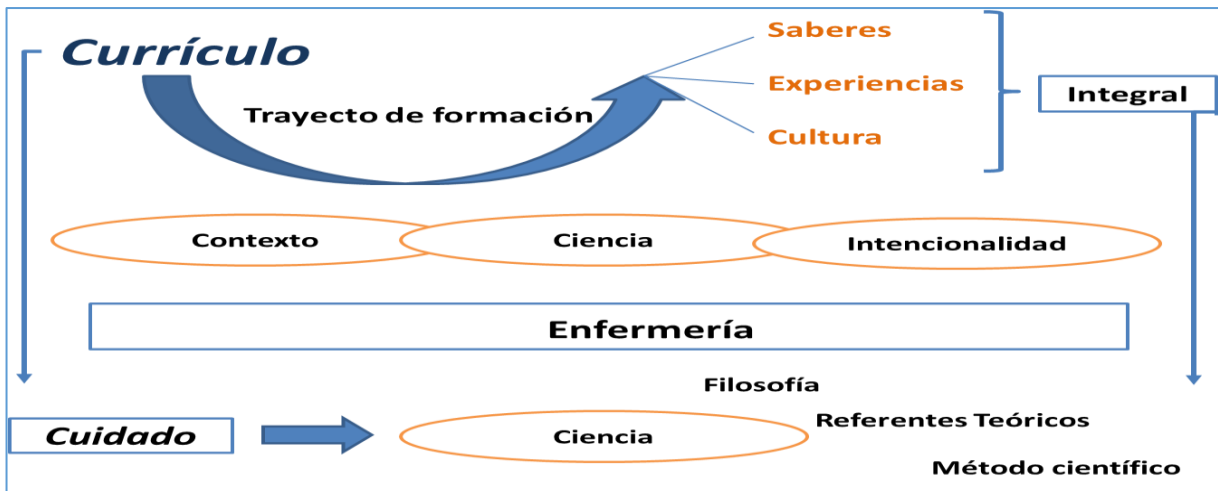 Currículo
Trayecto de formación
Saberes
Experiencias
Cultura
Integral
Contexto
Ciencia
Intencionalidad
Enfermería
Filosofía
Referentes Teóricos
Método científico
Cuidado
Ciencia